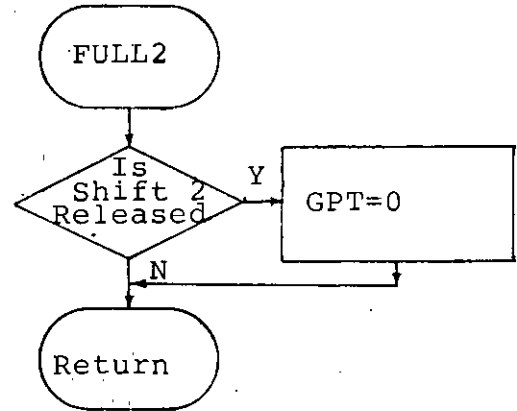 FULL2
Is
Shift 2
Released
Y
GPT=0
N
Return